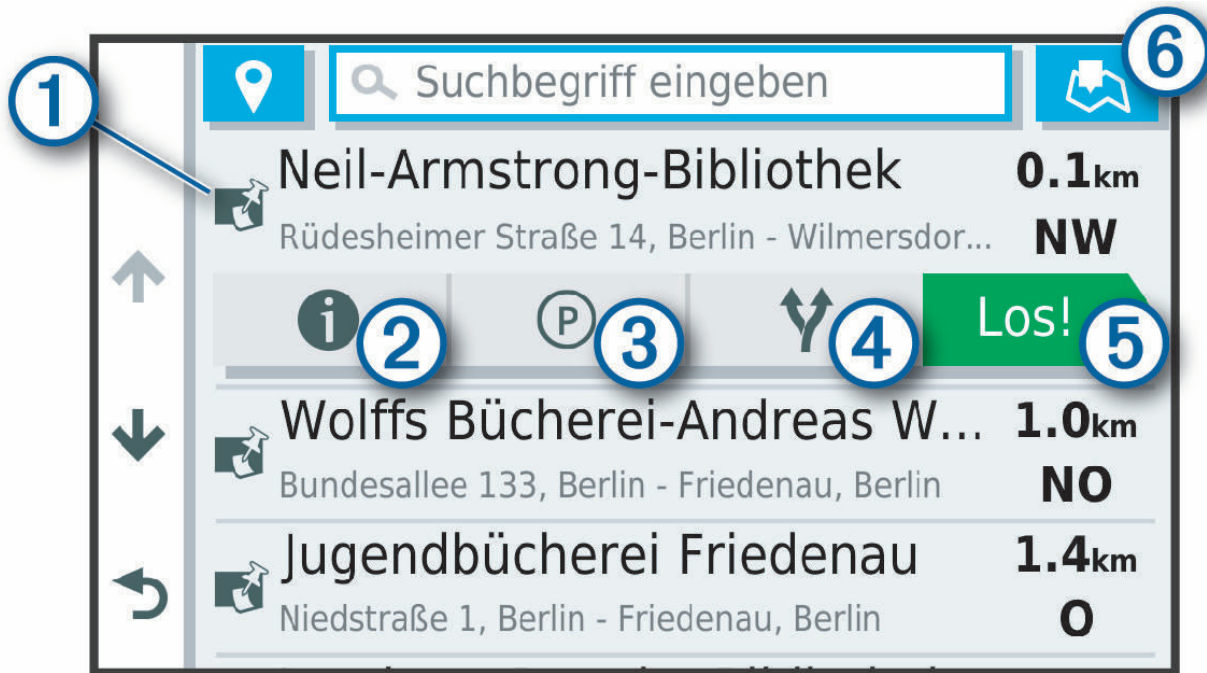 1
6
Suchbegriff eingeben
Neil-Armstrong-Bibliothek 0.1km
Rüdesheimer Straße 14, Berlin - Wilmersdor... NW
i 2 P 3 4 Los! 5
Wolffs Bücherei-Andreas W... 1.0km
Bundesallee 133, Berlin - Friedenau, Berlin NO
Jugendbücherei Friedenau 1.4km
Niedstraße 1, Berlin - Friedenau, Berlin O